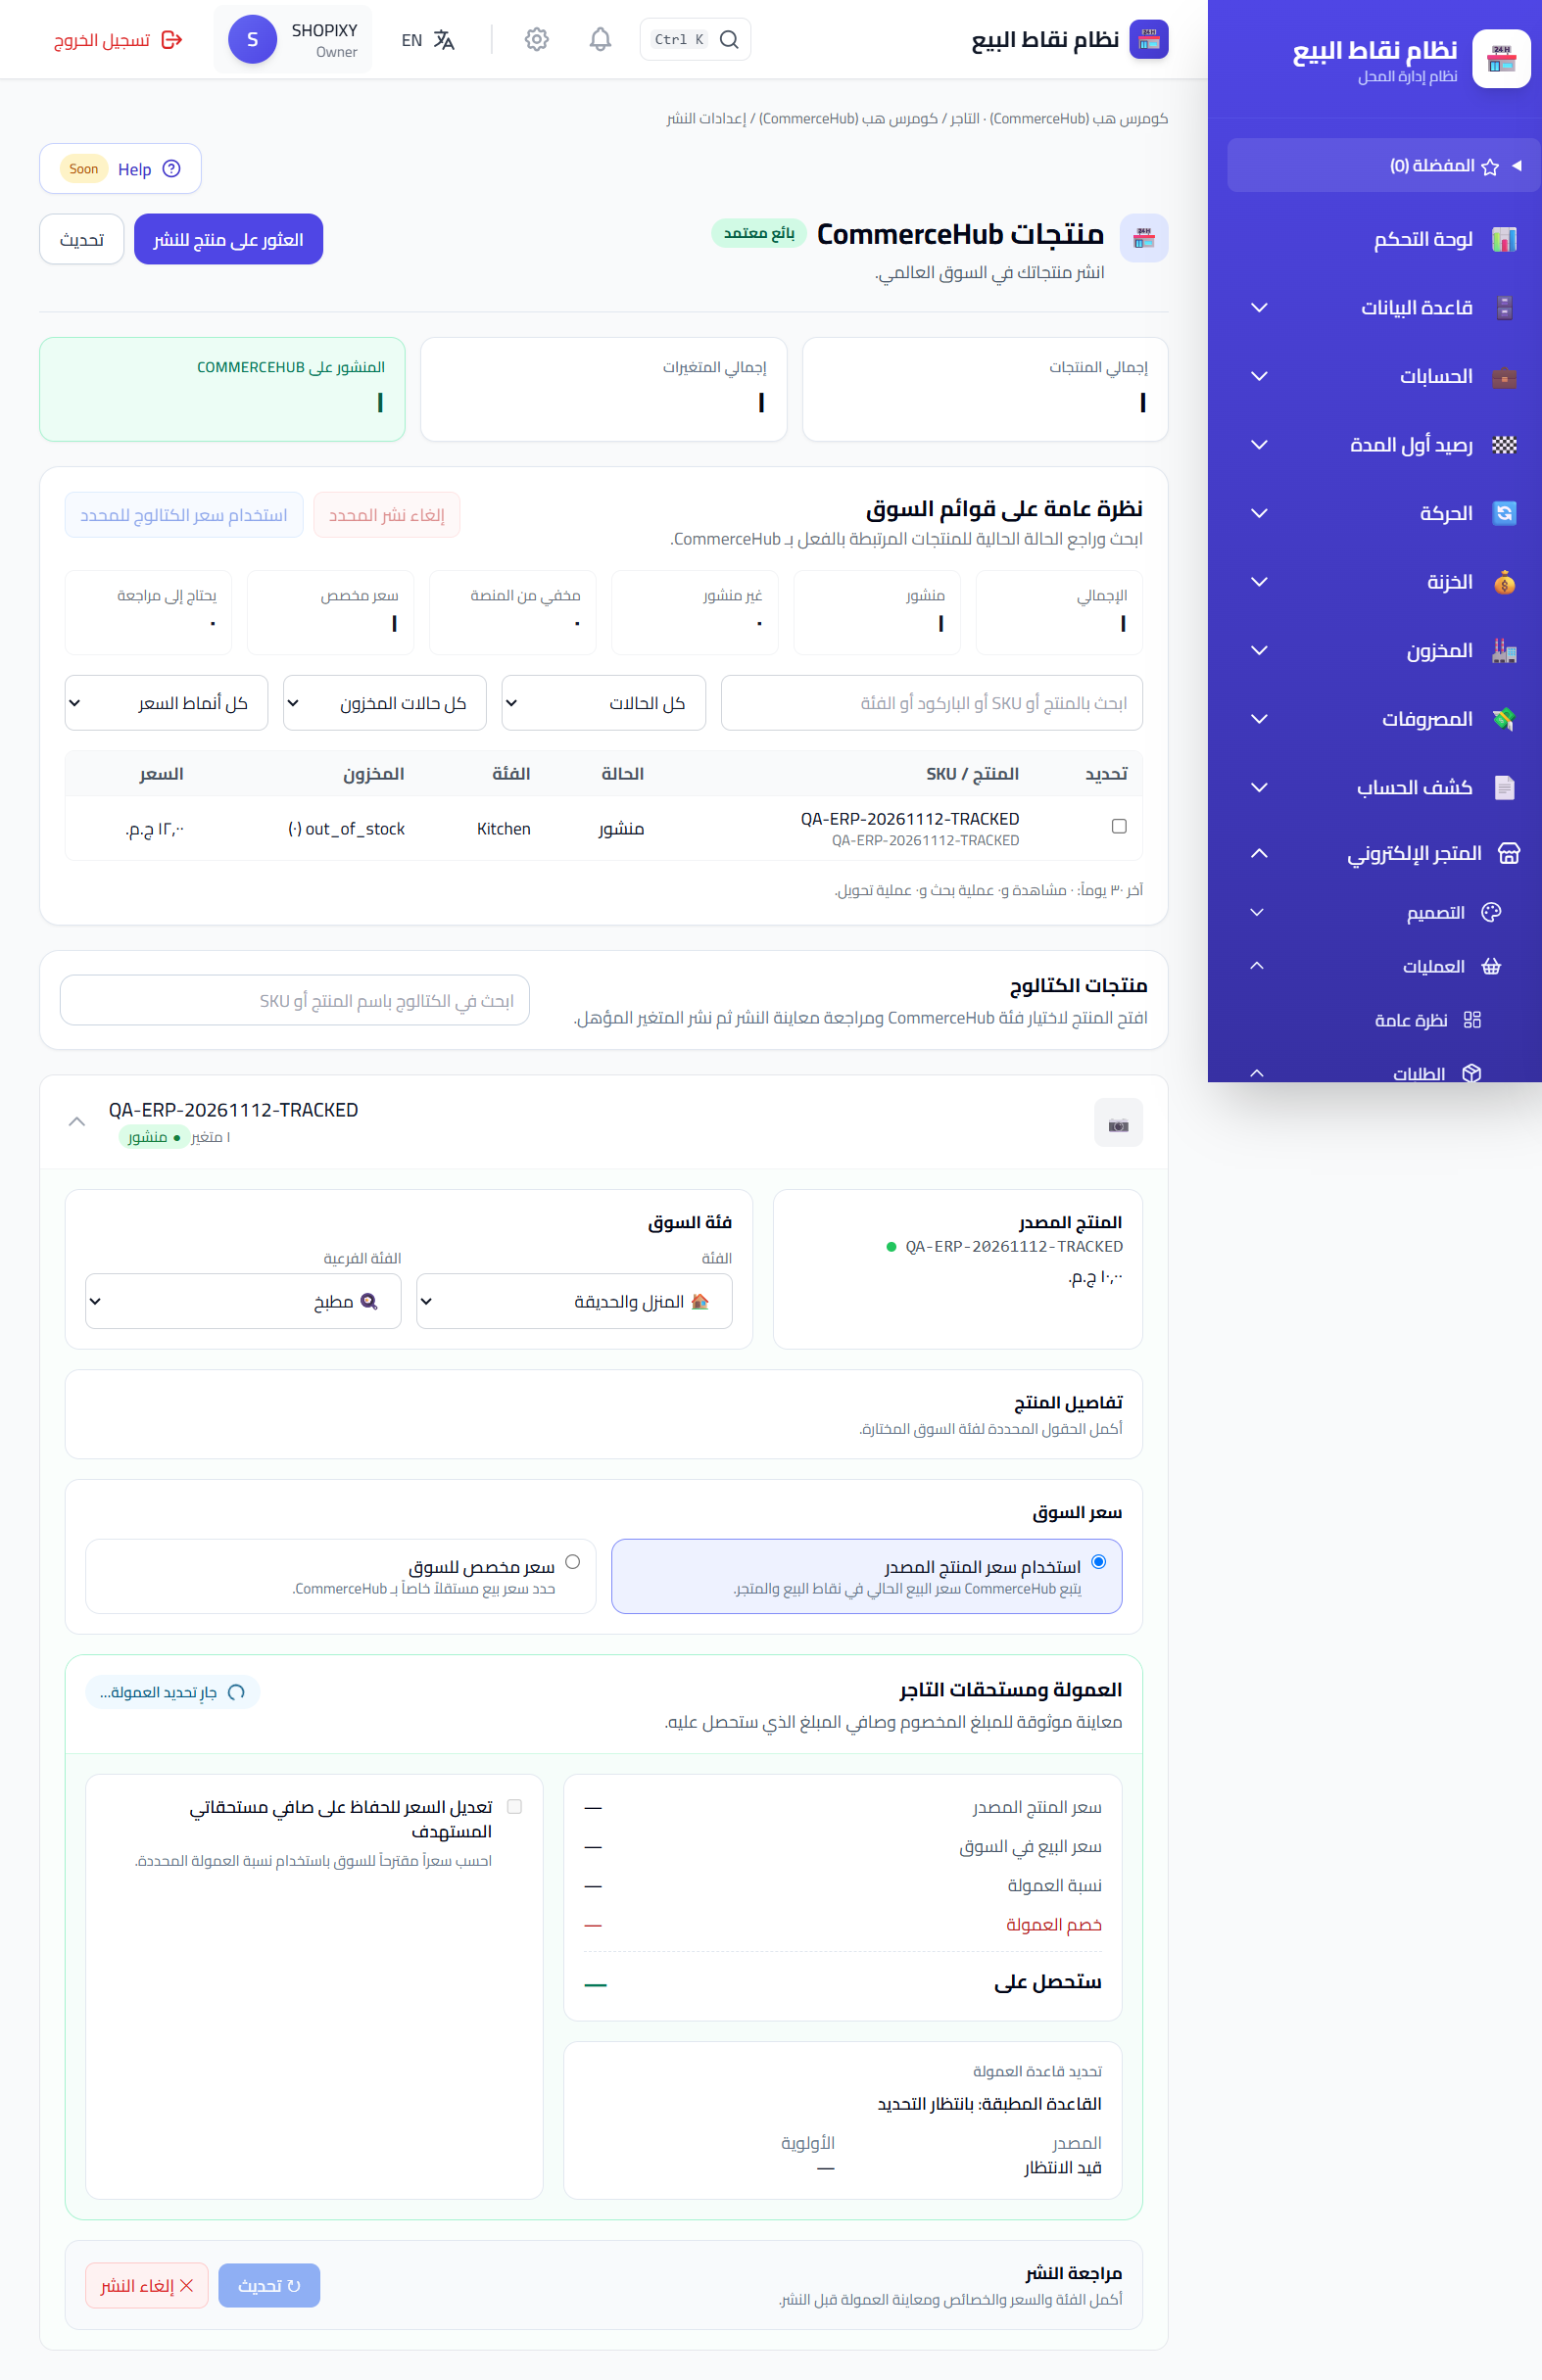 نظام نقاط البيع
نظام إدارة المحل
المفضلة (0)
لوحة التحكم
قاعدة البيانات
الحسابات
رصيد أول المدة
الحركة
الخزنة
المخزون
المصروفات
كشف الحساب
المتجر الإلكتروني
التصميم
العمليات
نظرة عامة
الطلبات
نظام نقاط البيع
Ctrl K
EN
SHOPIXY
Owner
S
تسجيل الخروج
كومرس هب (CommerceHub) · التاجر / كومرس هب (CommerceHub) / إعدادات النشر
Help Soon
منتجات CommerceHub بائع معتمد
انشر منتجاتك في السوق العالمي.
العثور على منتج للنشر
تحديث
إجمالي المنتجات
١
إجمالي المتغيرات
١
المنشور على COMMERCEHUB
١
نظرة عامة على قوائم السوق
ابحث وراجع الحالة الحالية للمنتجات المرتبطة بالفعل بـ CommerceHub.
إلغاء نشر المحدد
استخدام سعر الكتالوج للمحدد
الإجمالي
١
منشور
١
غير منشور
٠
مخفي من المنصة
٠
سعر مخصص
١
يحتاج إلى مراجعة
٠
ابحث بالمنتج أو SKU أو الباركود أو الفئة
كل الحالات
كل حالات المخزون
كل أنماط السعر
تحديد المنتج / SKU الحالة الفئة المخزون السعر
QA-ERP-20261112-TRACKED
QA-ERP-20261112-TRACKED
منشور
Kitchen
out_of_stock (٠)
١٢٫٠٠ ج.م.
آخر ٣٠ يوماً: ٠ مشاهدة و٠ عملية بحث و٠ عملية تحويل.
منتجات الكتالوج
افتح المنتج لاختيار فئة CommerceHub ومراجعة معاينة النشر ثم نشر المتغير المؤهل.
ابحث في الكتالوج باسم المنتج أو SKU
QA-ERP-20261112-TRACKED
١ متغير ● منشور
المنتج المصدر
QA-ERP-20261112-TRACKED
١٠٫٠٠ ج.م.
فئة السوق
الفئة
المنزل والحديقة
الفئة الفرعية
مطبخ
تفاصيل المنتج
أكمل الحقول المحددة لفئة السوق المختارة.
سعر السوق
استخدام سعر المنتج المصدر
يتبع CommerceHub سعر البيع الحالي في نقاط البيع والمتجر.
سعر مخصص للسوق
حدد سعر بيع مستقلاً خاصاً بـ CommerceHub.
العمولة ومستحقات التاجر
معاينة موثوقة للمبلغ المخصوم وصافي المبلغ الذي ستحصل عليه.
جارٍ تحديد العمولة...
سعر المنتج المصدر —
سعر البيع في السوق —
نسبة العمولة —
خصم العمولة —
ستحصل على —
تعديل السعر للحفاظ على صافي مستحقاتي
المستهدف
احسب سعراً مقترحاً للسوق باستخدام نسبة العمولة المحددة.
تحديد قاعدة العمولة
القاعدة المطبقة: بانتظار التحديد
المصدر
قيد الانتظار
الأولوية
—
مراجعة النشر
أكمل الفئة والسعر والخصائص ومعاينة العمولة قبل النشر.
↻ تحديث
إلغاء النشر